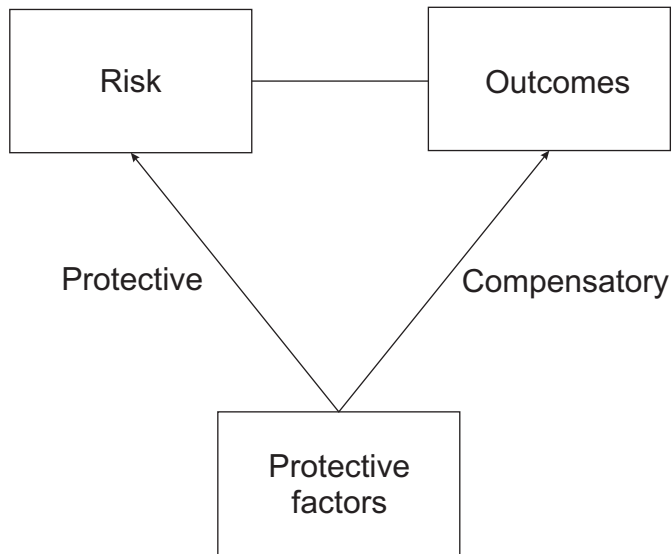 Risk
Outcomes
Protective
Compensatory
Protective
factors